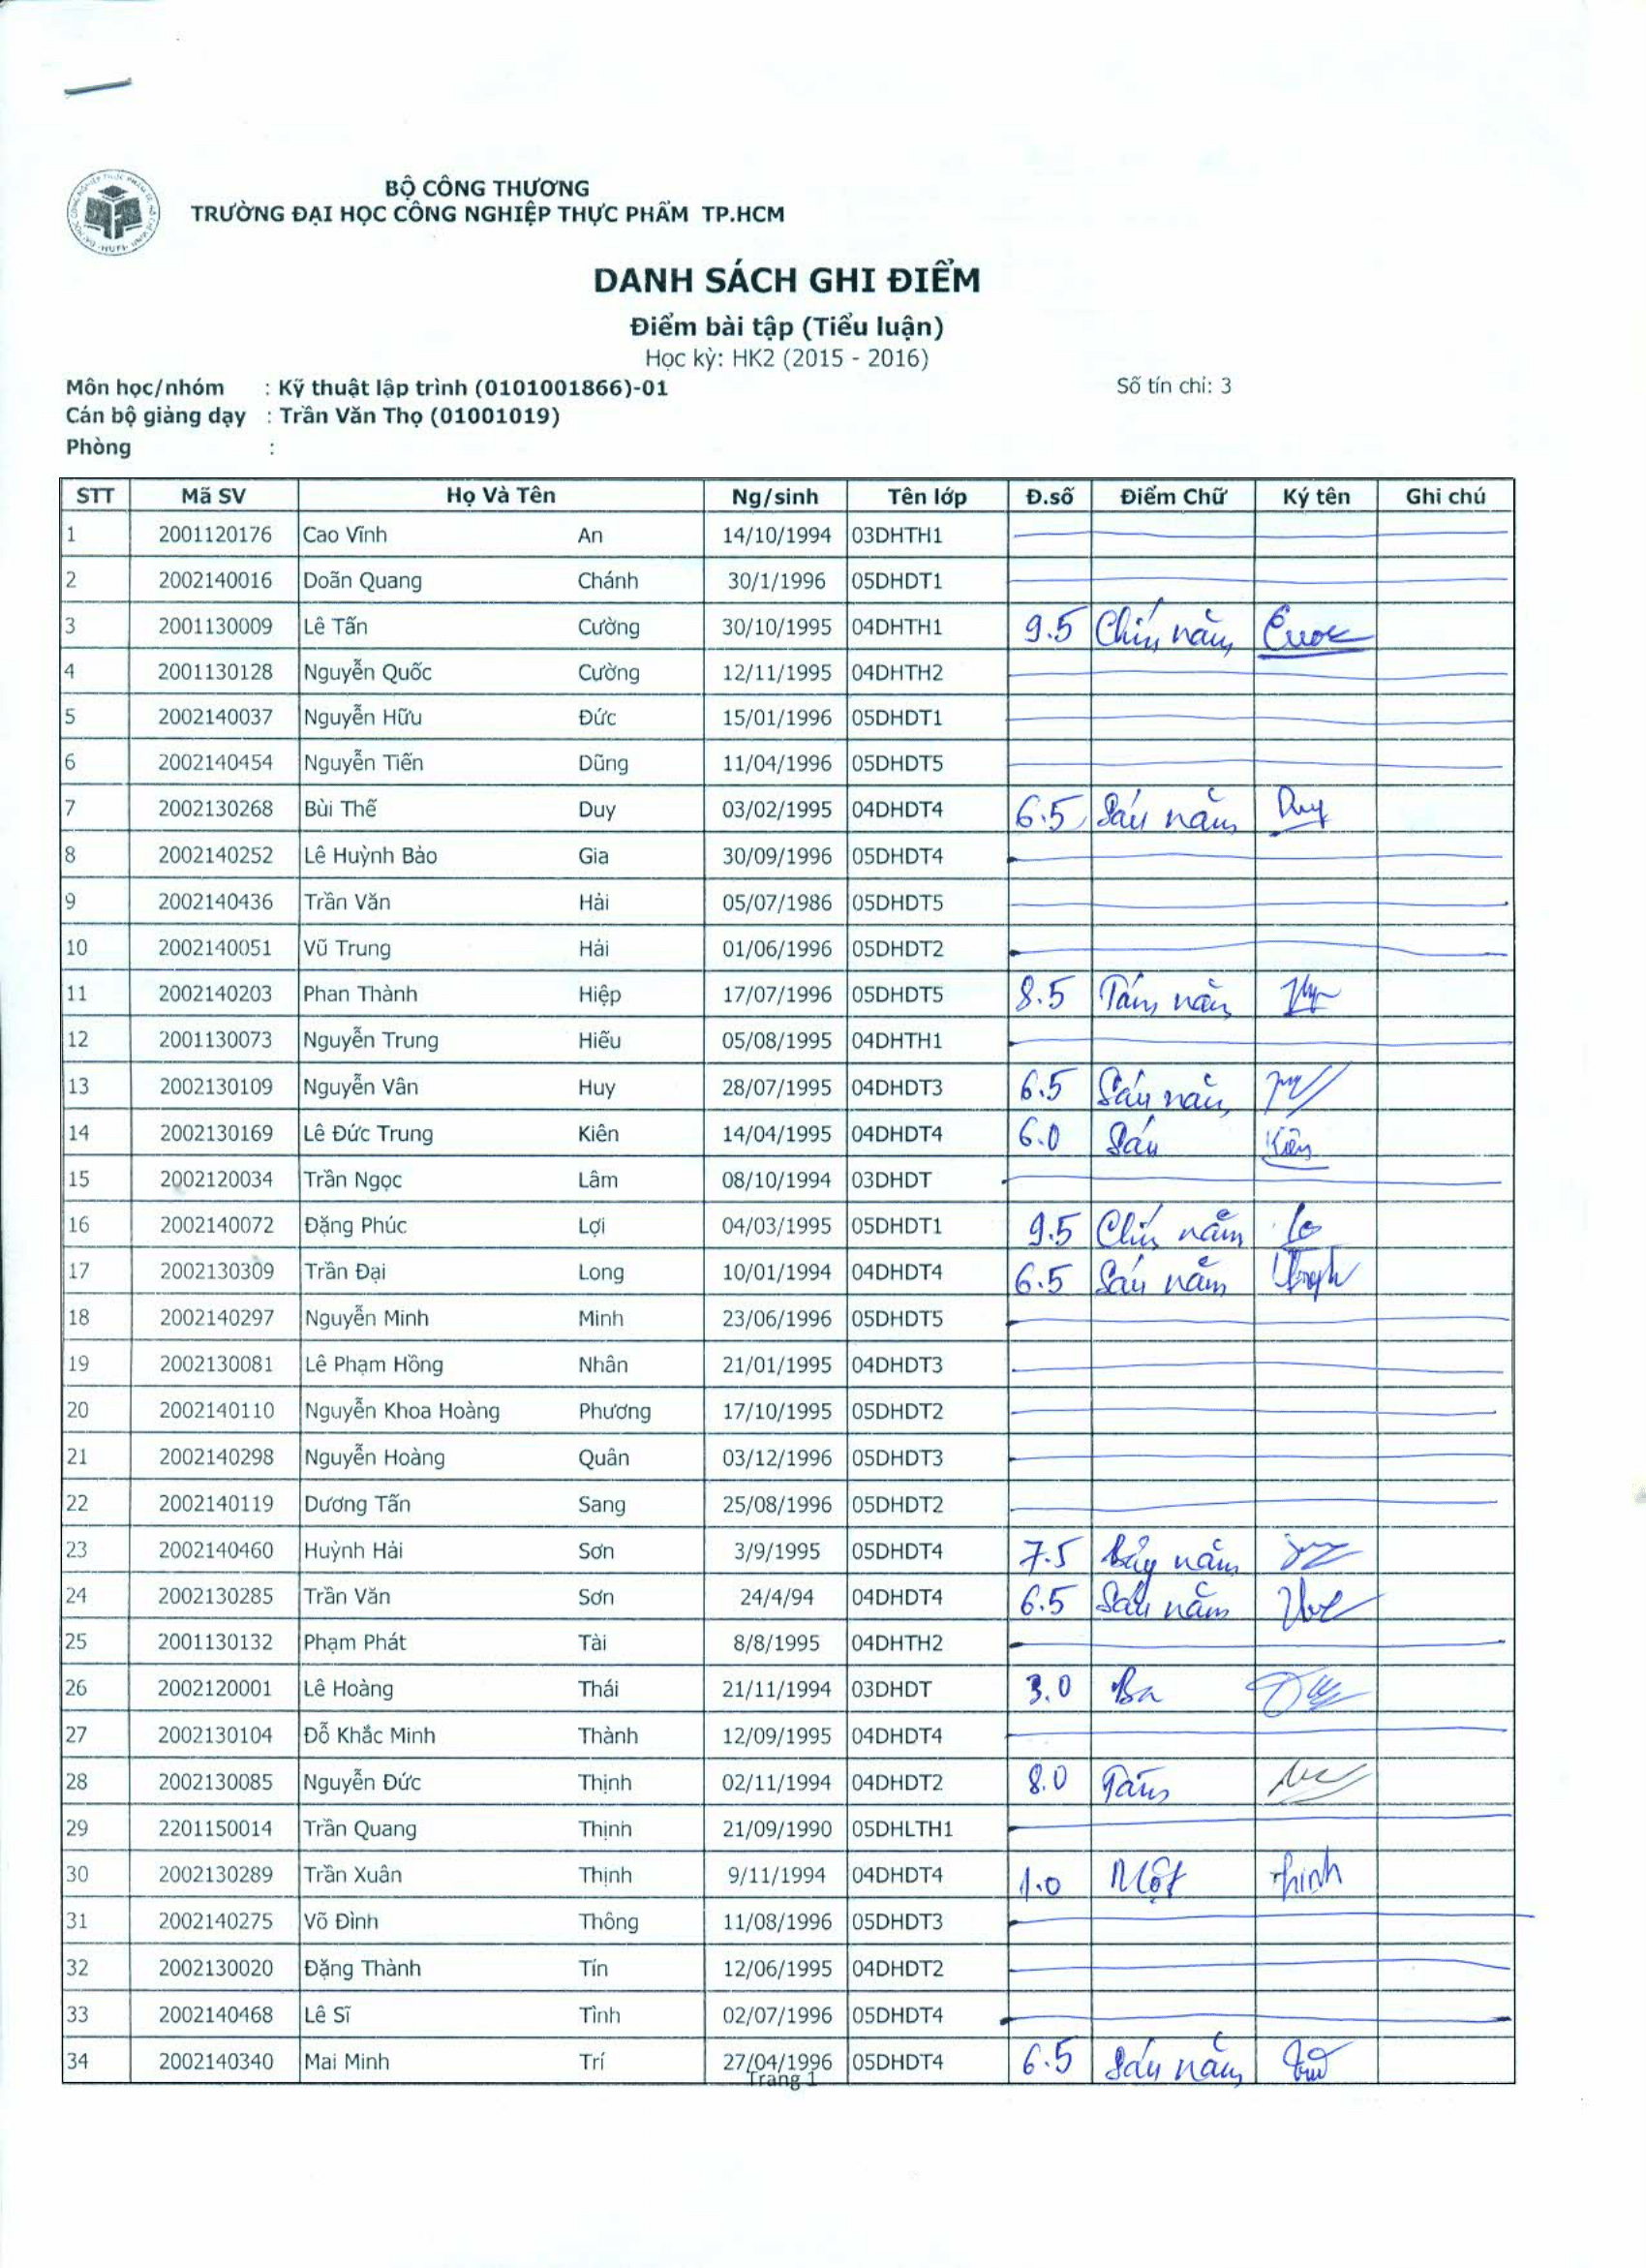 BỘ CÔNG THƯƠNG
TRƯỜNG ĐẠI HỌC CÔNG NGHIỆP THỰC PHẨM TP.HCM
DANH SÁCH GHI ĐIỂM
Điểm bài tập (Tiểu luận)
Học kỳ: HK2 (2015 - 2016)
Môn học/nhóm : Kỹ thuật lập trình (0101001866)-01 Số tín chỉ: 3
Cán bộ giảng dạy : Trần Văn Thọ (01001019)
Phòng :
STT Mã SV Họ Và Tên Ng/sinh Tên lớp Đ.số Điểm Chữ Ký tên Ghi chú
1 2001120176 Cao Vĩnh An 14/10/1994 03DHTH1
2 2002140016 Doãn Quang Chánh 30/1/1996 05DHDT1
3 2001130009 Lê Tấn Cường 30/10/1995 04DHTH1 9.5 Chín năm
4 2001130128 Nguyễn Quốc Cường 12/11/1995 04DHTH2
5 2002140037 Nguyễn Hữu Đức 15/01/1996 05DHDT1
6 2002140454 Nguyễn Tiến Dũng 11/04/1996 05DHDT5
7 2002130268 Bùi Thế Duy 03/02/1995 04DHDT4 6.5 Sáu năm Duy
8 2002140252 Lê Huỳnh Bảo Gia 30/09/1996 05DHDT4
9 2002140436 Trần Văn Hải 05/07/1986 05DHDT5
10 2002140051 Vũ Trung Hải 01/06/1996 05DHDT2
11 2002140203 Phan Thành Hiệp 17/07/1996 05DHDT5 8.5 Tám năm
12 2001130073 Nguyễn Trung Hiếu 05/08/1995 04DHTH1
13 2002130109 Nguyễn Vân Huy 28/07/1995 04DHDT3 6.5 Sáu năm
14 2002130169 Lê Đức Trung Kiên 14/04/1995 04DHDT4 6.0 Sáu Kiên
15 2002120034 Trần Ngọc Lâm 08/10/1994 03DHDT
16 2002140072 Đặng Phúc Lợi 04/03/1995 05DHDT1 9.5 Chín năm
17 2002130309 Trần Đại Long 10/01/1994 04DHDT4 6.5 Sáu năm
18 2002140297 Nguyễn Minh Minh 23/06/1996 05DHDT5
19 2002130081 Lê Phạm Hồng Nhân 21/01/1995 04DHDT3
20 2002140110 Nguyễn Khoa Hoàng Phương 17/10/1995 05DHDT2
21 2002140298 Nguyễn Hoàng Quân 03/12/1996 05DHDT3
22 2002140119 Dương Tấn Sang 25/08/1996 05DHDT2
23 2002140460 Huỳnh Hải Sơn 3/9/1995 05DHDT4 7.5 Bảy năm
24 2002130285 Trần Văn Sơn 24/4/94 04DHDT4 6.5 Sáu năm
25 2001130132 Phạm Phát Tài 8/8/1995 04DHTH2
26 2002120001 Lê Hoàng Thái 21/11/1994 03DHDT 3.0 Ba
27 2002130104 Đỗ Khắc Minh Thành 12/09/1995 04DHDT4
28 2002130085 Nguyễn Đức Thịnh 02/11/1994 04DHDT2 8.0 Tám
29 2201150014 Trần Quang Thịnh 21/09/1990 05DHLTH1
30 2002130289 Trần Xuân Thịnh 9/11/1994 04DHDT4 1.0 Một Thịnh
31 2002140275 Võ Đình Thông 11/08/1996 05DHDT3
32 2002130020 Đặng Thành Tín 12/06/1995 04DHDT2
33 2002140468 Lê Sĩ Tình 02/07/1996 05DHDT4
34 2002140340 Mai Minh Trí 27/04/1996 05DHDT4 6.5 Sáu năm
Trang 1